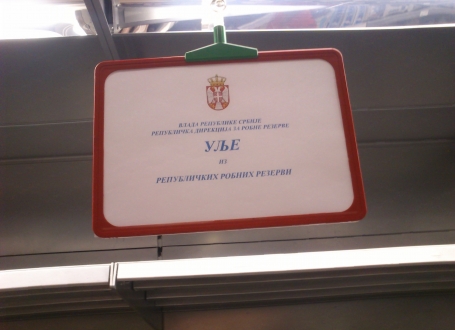 ВЛАДА РЕПУБЛИКЕ СРБИЈЕ
РЕПУБЛИЧКА ДИРЕКЦИЈА ЗА РОБНЕ РЕЗЕРВЕ
УЉЕ
ИЗ
РЕПУБЛИЧКИХ РОБНИХ РЕЗЕРВИ